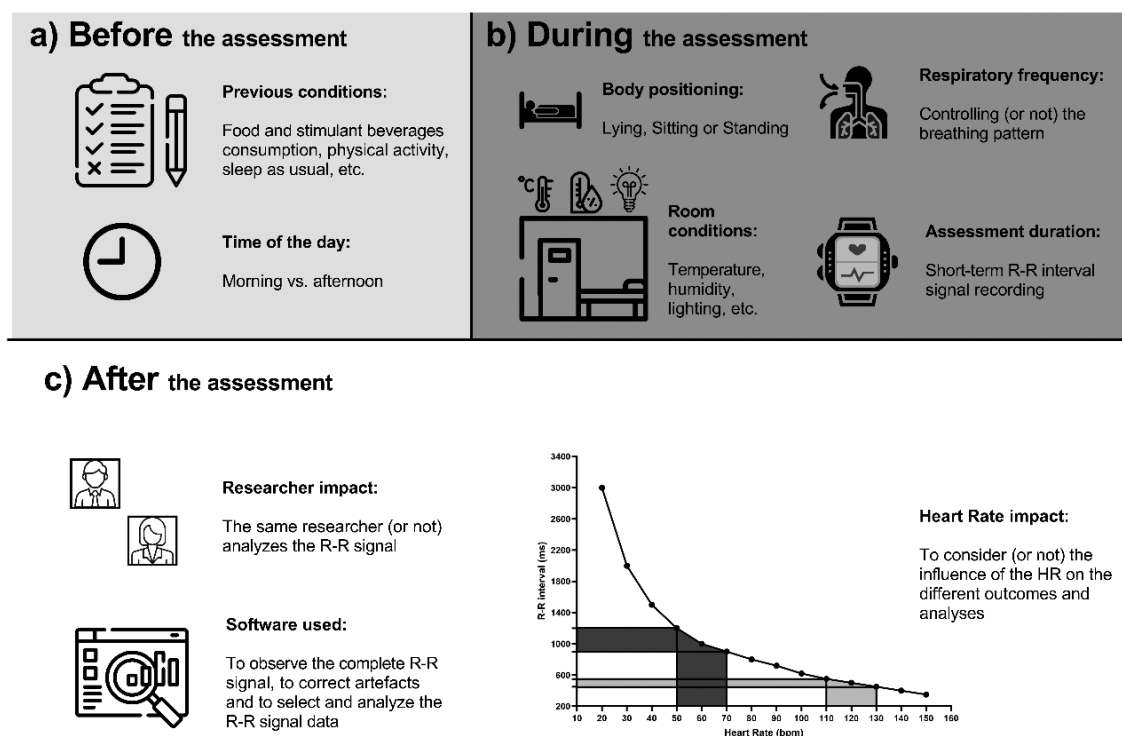 a) Before the assessment
Previous conditions:
Food and stimulant beverages
consumption, physical activity,
sleep as usual, etc.
Time of the day:
Morning vs. afternoon
b) During the assessment
Body positioning:
Lying, Sitting or Standing
Respiratory frequency:
Controlling (or not) the
breathing pattern
°C
%
Room
conditions:
Temperature,
humidity,
lighting, etc.
Assessment duration:
Short-term R-R interval
signal recording
c) After the assessment
Researcher impact:
The same researcher (or not)
analyzes the R-R signal
Software used:
To observe the complete R-R
signal, to correct artefacts
and to select and analyze the
R-R signal data
R-R interval (ms)
3400
3000
2600
2200
1800
1400
1000
600
200
10 20 30 40 50 60 70 80 90 100 110 120 130 140 150 160
Heart Rate (bpm)
Heart Rate impact:
To consider (or not) the
influence of the HR on the
different outcomes and
analyses